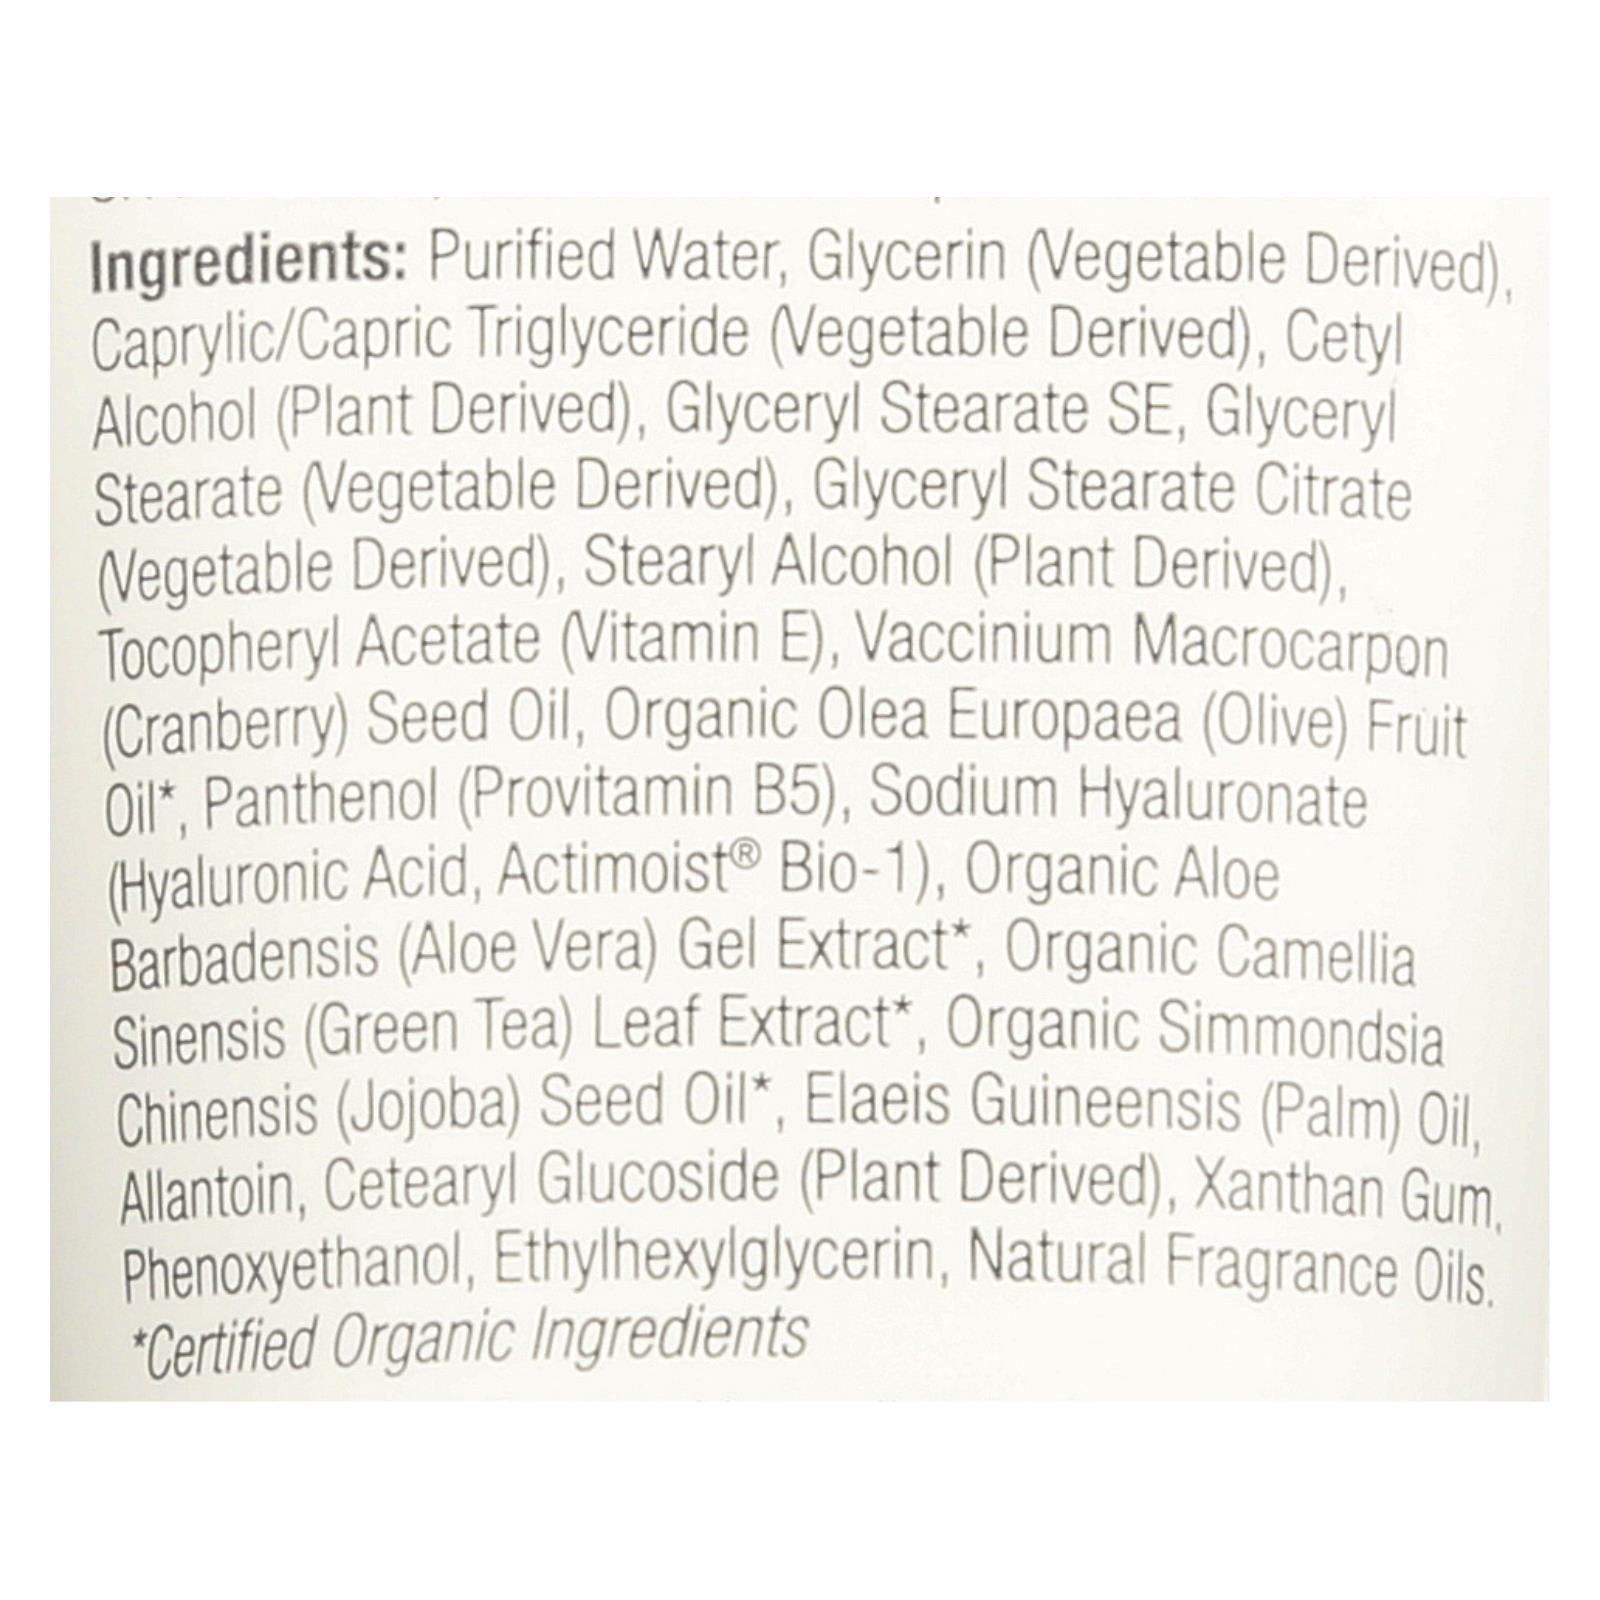 Ingredients: Purified Water, Glycerin (Vegetable Derived),
Caprylic/Capric Triglyceride (Vegetable Derived), Cetyl
Alcohol (Plant Derived), Glyceryl Stearate SE, Glyceryl
Stearate (Vegetable Derived), Glyceryl Stearate Citrate
(Vegetable Derived), Stearyl Alcohol (Plant Derived),
Tocopheryl Acetate (Vitamin E), Vaccinium Macrocarpon
(Cranberry) Seed Oil, Organic Olea Europaea (Olive) Fruit
Oil*, Panthenol (Provitamin B5), Sodium Hyaluronate
(Hyaluronic Acid, Actimoist® Bio-1), Organic Aloe
Barbadensis (Aloe Vera) Gel Extract*, Organic Camellia
Sinensis (Green Tea) Leaf Extract*, Organic Simmondsia
Chinensis (Jojoba) Seed Oil*, Elaeis Guineensis (Palm) Oil,
Allantoin, Cetearyl Glucoside (Plant Derived), Xanthan Gum,
Phenoxyethanol, Ethylhexylglycerin, Natural Fragrance Oils.
*Certified Organic Ingredients